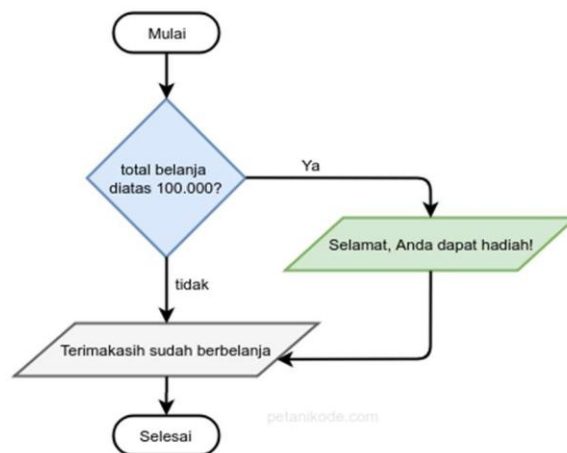 Mulai
total belanja
diatas 100.000?
Ya
Selamat, Anda dapat hadiah!
tidak
Terimakasih sudah berbelanja
petanikode.com
Selesai